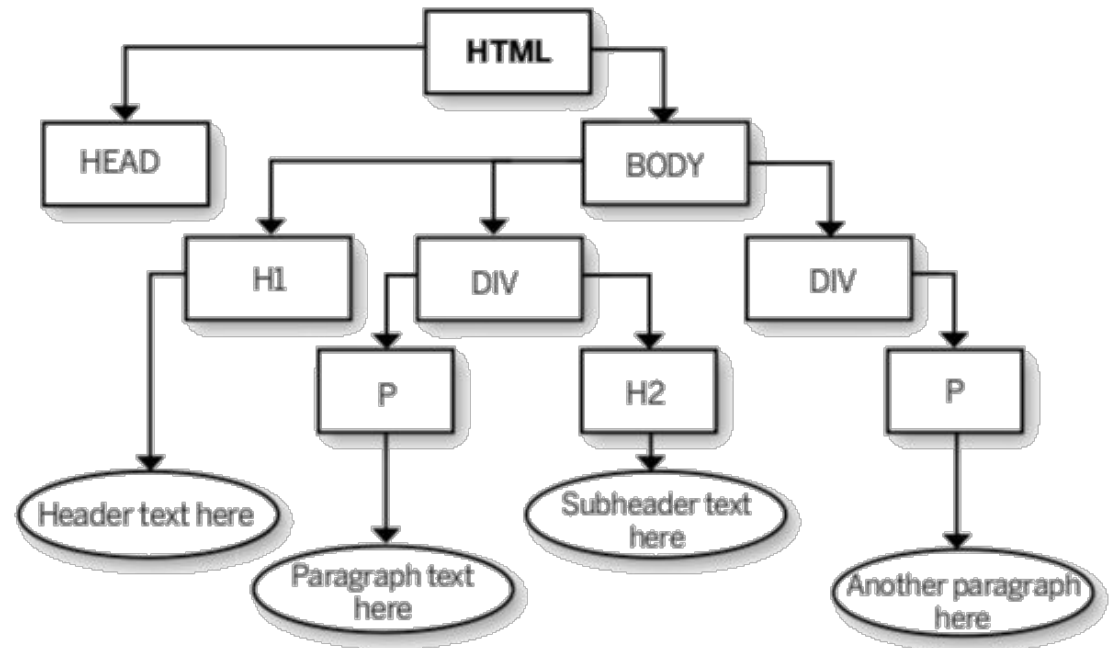 HTML
HEAD
BODY
H1
DIV
DIV
P
H2
P
Header text here
Subheader text
here
Paragraph text
here
Another paragraph
here